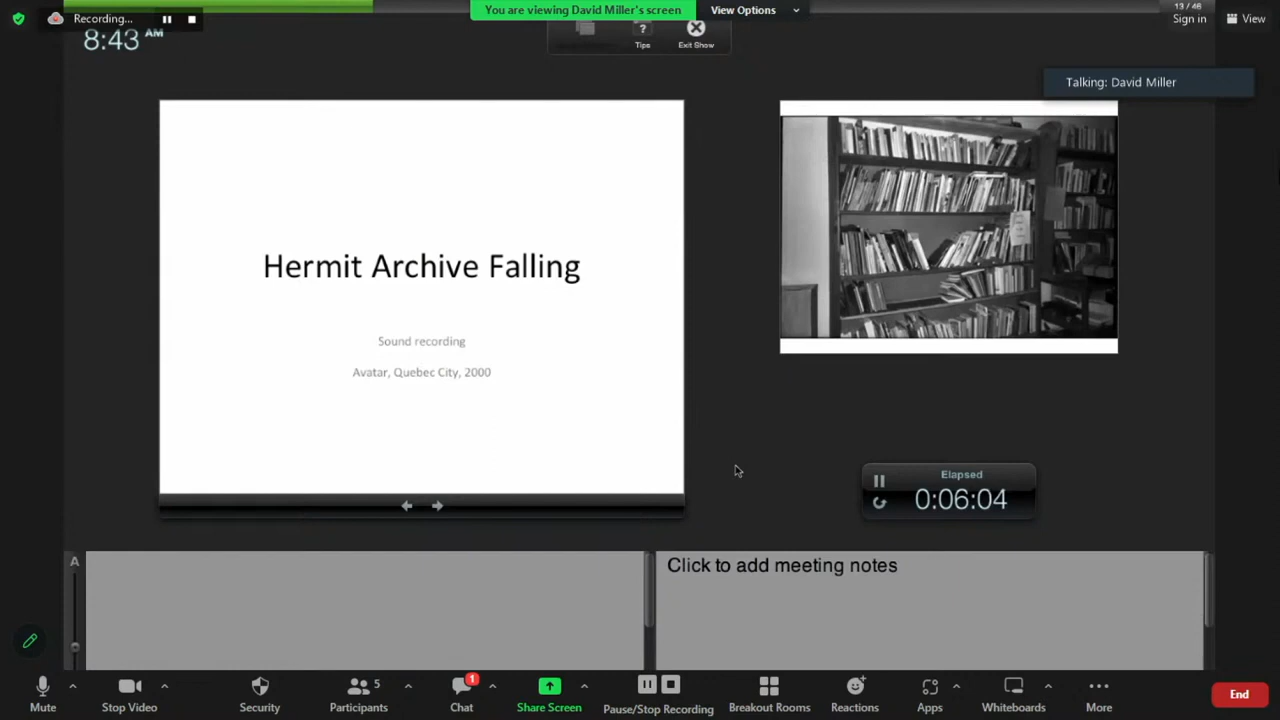 Recording...
You are viewing David Miller's screen
View Options
13 / 46
Sign in
View
8:43 AM
Tips
Exit Show
Talking: David Miller
Hermit Archive Falling
Sound recording
Avatar, Quebec City, 2000
Elapsed
0:06:04
A
Click to add meeting notes
5
1
Mute
Stop Video
Security
Participants
Chat
Share Screen
Pause/Stop Recording
Breakout Rooms
Reactions
Apps
Whiteboards
More
End